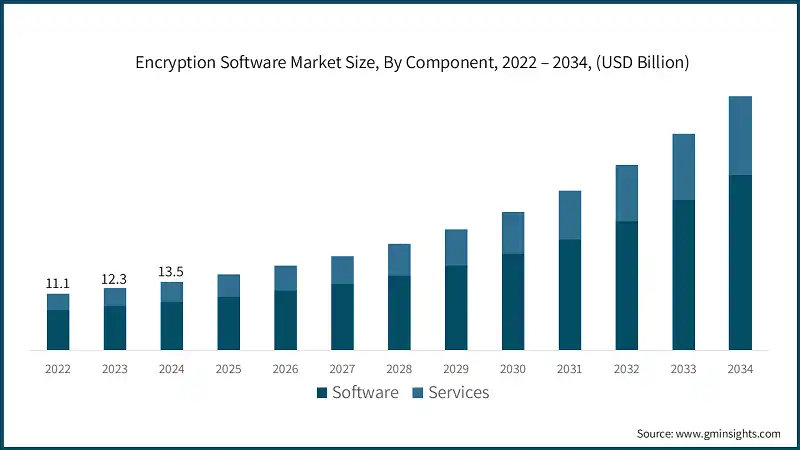 Encryption Software Market Size, By Component, 2022 – 2034, (USD Billion)
11.1 12.3 13.5
2022 2023 2024 2025 2026 2027 2028 2029 2030 2031 2032 2033 2034
Software Services
Source: www.gminsights.com